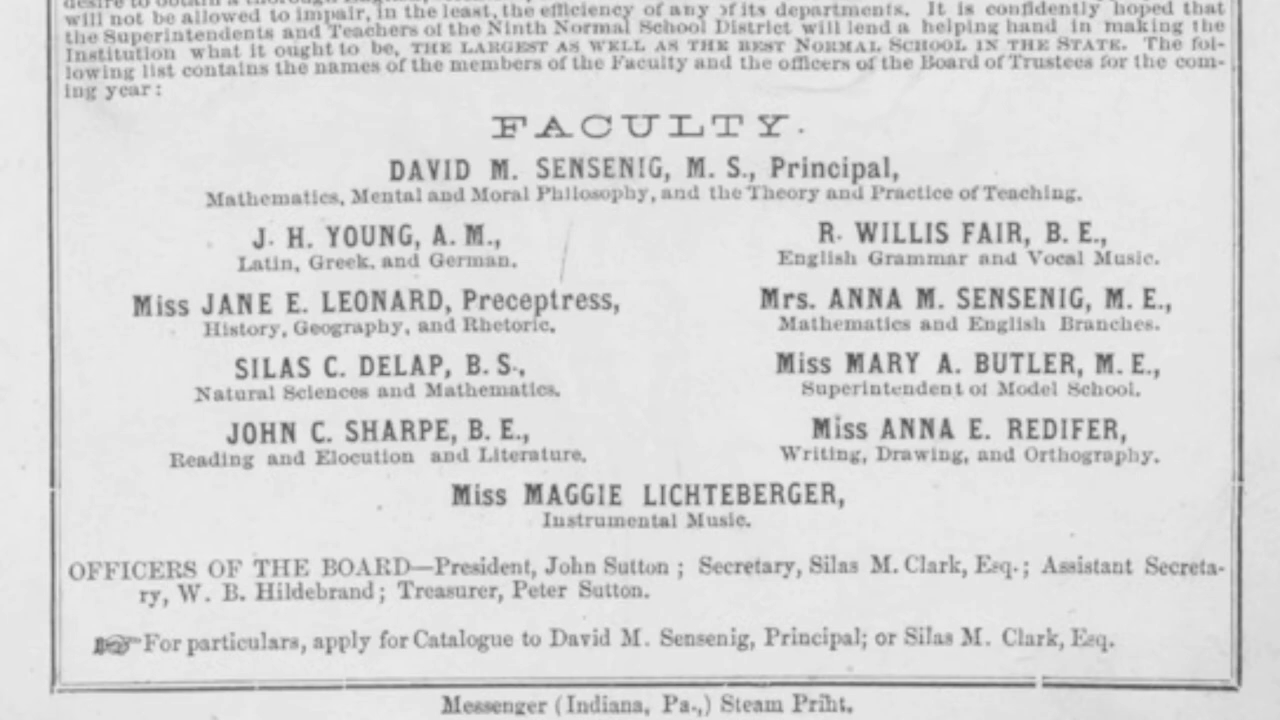 desire to obtain a thorough
will not be allowed to impair, in the least, the efficiency of any of its departments. It is confidently hoped that
the Superintendents and Teachers of the Ninth Normal School District will lend a helping hand in making the
Institution what it ought to be, THE LARGEST AS WELL AS THE BEST NORMAL SCHOOL IN THE STATE. The fol-
lowing list contains the names of the members of the Faculty and the officers of the Board of Trustees for the com-
ing year:
FACULTY.
DAVID M. SENSENIG, M. S., Principal,
Mathematics, Mental and Moral Philosophy, and the Theory and Practice of Teaching.
J. H. YOUNG, A. M.,
Latin, Greek, and German.
R. WILLIS FAIR, B. E.,
English Grammar and Vocal Music.
Miss JANE E. LEONARD, Preceptress,
History, Geography, and Rhetoric.
Mrs. ANNA M. SENSENIG, M. E.,
Mathematics and English Branches.
SILAS C. DELAP, B. S.,
Natural Sciences and Mathematics.
Miss MARY A. BUTLER, M. E.,
Superintendent of Model School.
JOHN C. SHARPE, B. E.,
Reading and Elocution and Literature.
Miss ANNA E. REDIFER,
Writing, Drawing, and Orthography.
Miss MAGGIE LICHTEBERGER,
Instrumental Music.
OFFICERS OF THE BOARD—President, John Sutton; Secretary, Silas M. Clark, Esq.; Assistant Secreta-
ry, W. B. Hildebrand; Treasurer, Peter Sutton.
☞For particulars, apply for Catalogue to David M. Sensenig, Principal; or Silas M. Clark, Esq.
Messenger (Indiana, Pa.,) Steam Print.